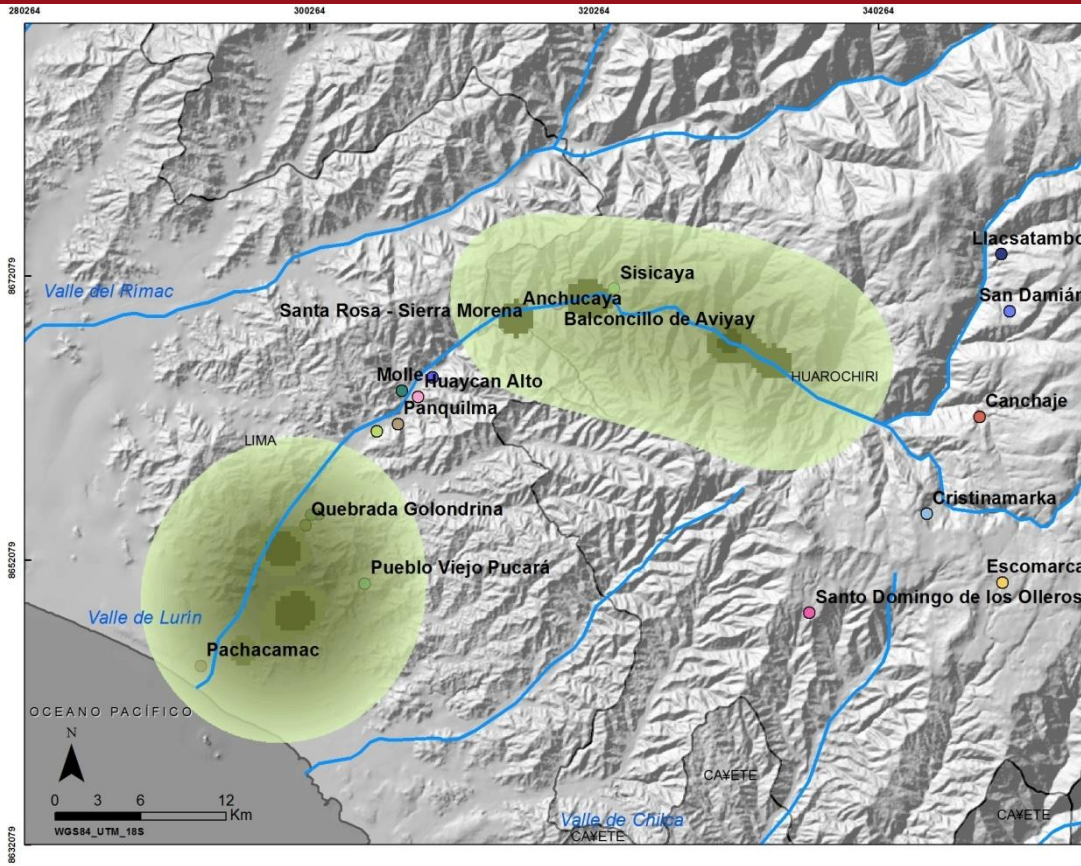 280264
300264
320264
340264
8672079
8652079
8632079
Valle del Rimac
Santa Rosa - Sierra Morena
Anchucaya
Sisicaya
Balconcillo de Aviyay
HUAROCHIRI
Llacsatambo
San Damián
Canchaje
Cristinamarka
Escomarca
Santo Domingo de los Olleros
Molle
Huaycan Alto
Panquilma
LIMA
Quebrada Golondrina
Pueblo Viejo Pucará
Valle de Lurín
Pachacamac
OCEANO PACÍFICO
N
0 3 6 12
Km
WGS84_UTM_18S
Valle de Chilca
CA¥ETE
CA¥ETE
CA¥ETE